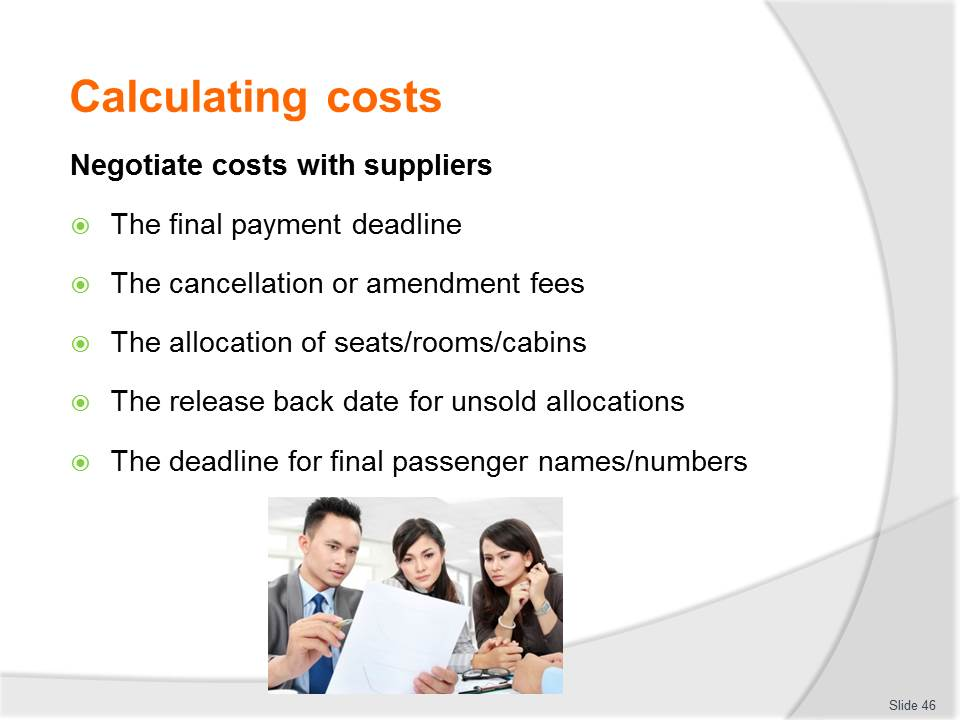 Calculating costs
Negotiate costs with suppliers
The final payment deadline
The cancellation or amendment fees
The allocation of seats/rooms/cabins
The release back date for unsold allocations
The deadline for final passenger names/numbers
Slide 46